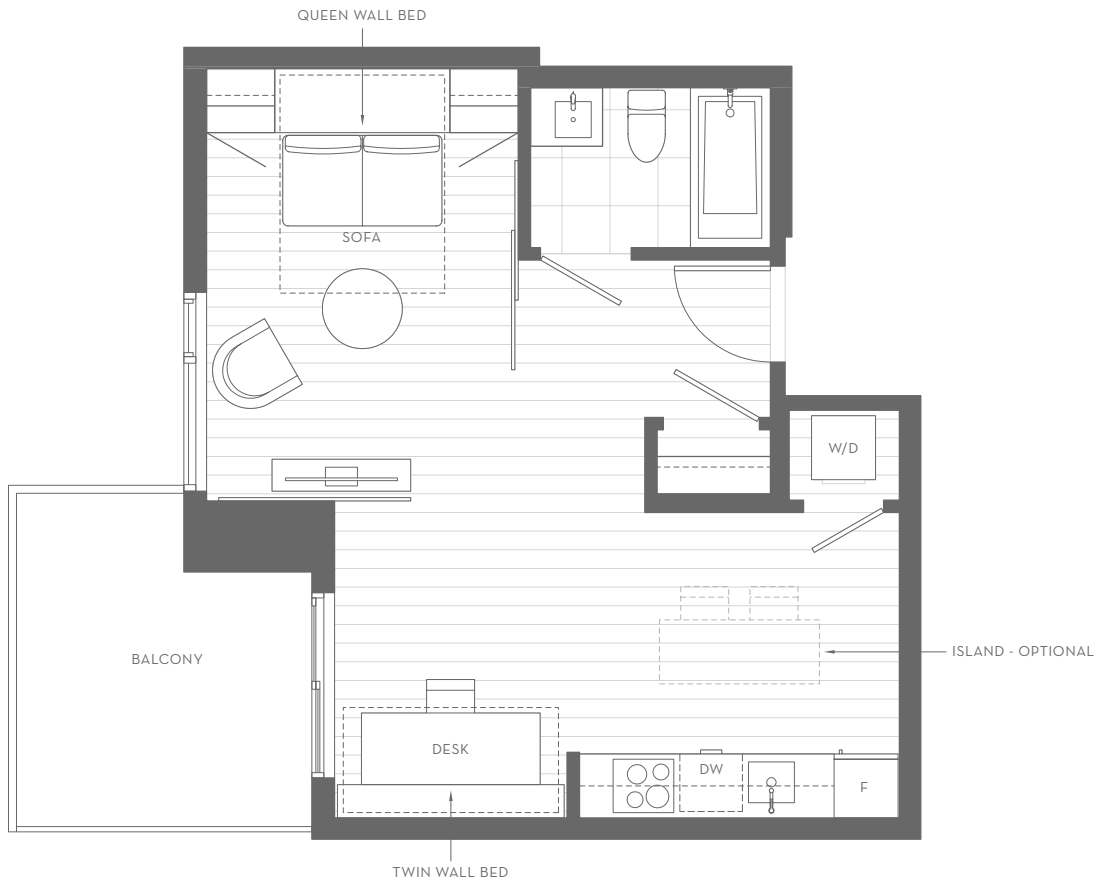 QUEEN WALL BED
SOFA
W/D
BALCONY
ISLAND - OPTIONAL
DESK
DW
F
TWIN WALL BED